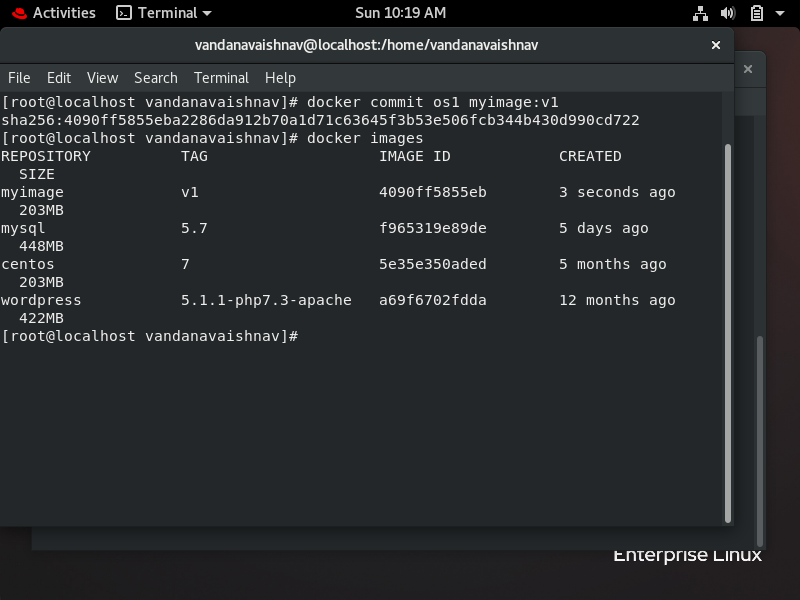 Activities Terminal Sun 10:19 AM
vandanavaishnav@localhost:/home/vandanavaishnav
File Edit View Search Terminal Help
[root@localhost vandanavaishnav]# docker commit os1 myimage:v1
sha256:4090ff5855eba2286da912b70a1d71c63645f3b53e506fcb344b430d990cd722
[root@localhost vandanavaishnav]# docker images
REPOSITORY TAG IMAGE ID CREATED
SIZE
myimage v1 4090ff5855eb 3 seconds ago
203MB
mysql 5.7 f965319e89de 5 days ago
448MB
centos 7 5e35e350aded 5 months ago
203MB
wordpress 5.1.1-php7.3-apache a69f6702fdda 12 months ago
422MB
[root@localhost vandanavaishnav]#
Enterprise Linux